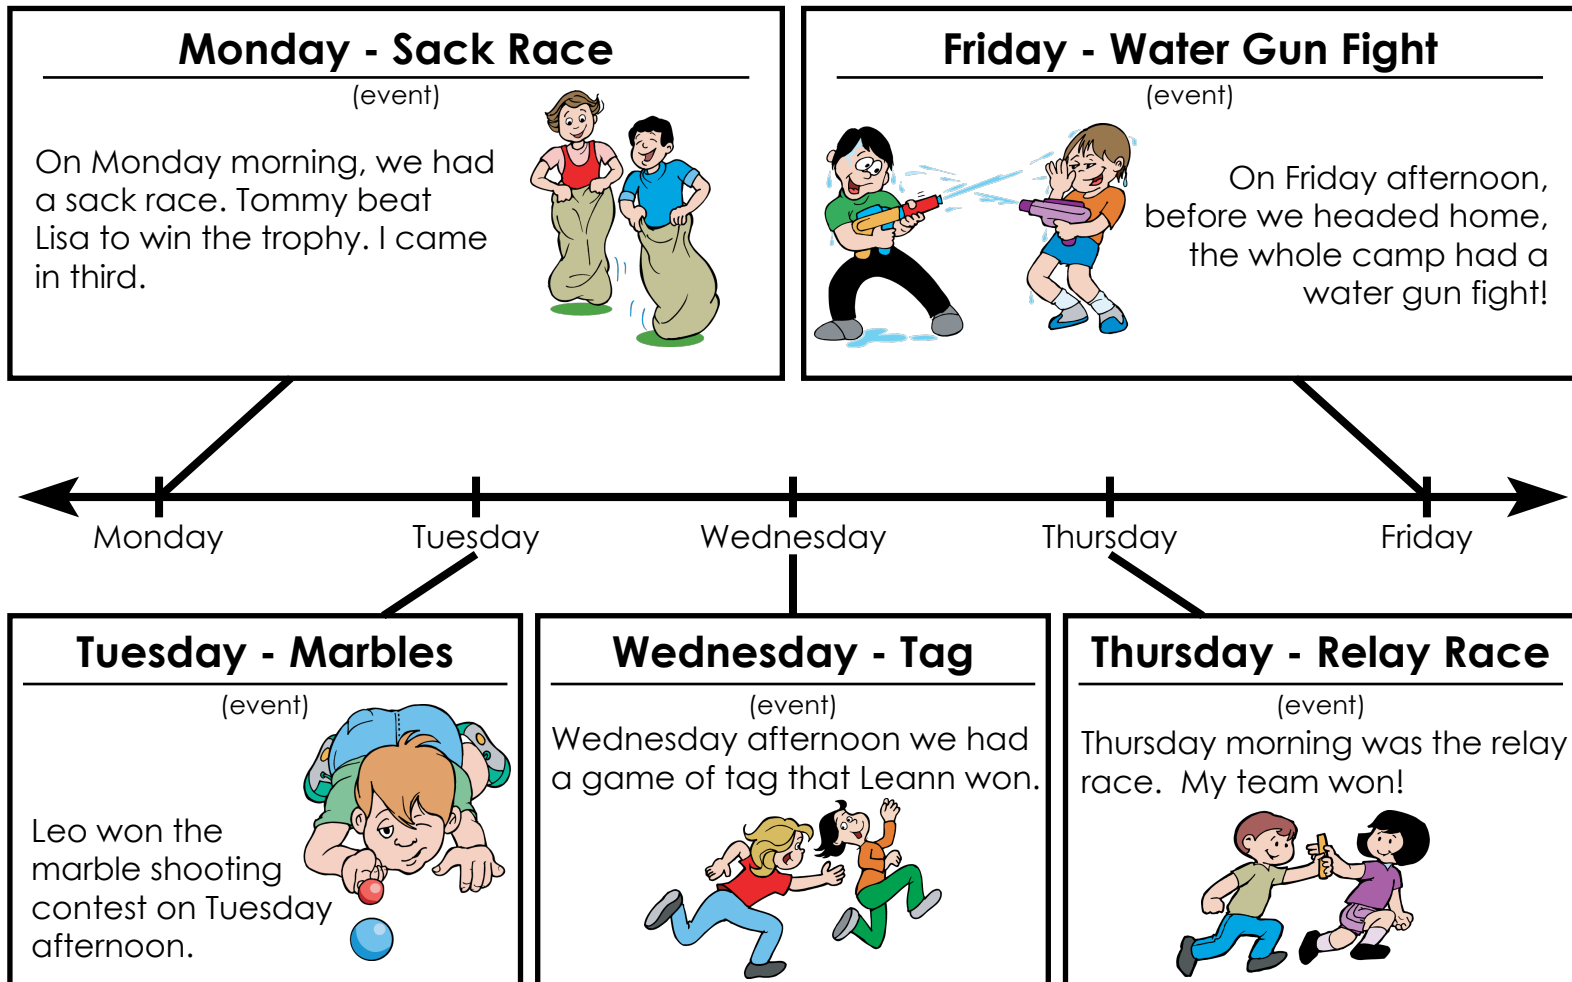 Monday - Sack Race
(event)
On Monday morning, we had
a sack race. Tommy beat
Lisa to win the trophy. I came
in third.
Friday - Water Gun Fight
(event)
On Friday afternoon,
before we headed home,
the whole camp had a
water gun fight!
Monday
Tuesday
Wednesday
Thursday
Friday
Tuesday - Marbles
(event)
Leo won the
marble shooting
contest on Tuesday
afternoon.
Wednesday - Tag
(event)
Wednesday afternoon we had
a game of tag that Leann won.
Thursday - Relay Race
(event)
Thursday morning was the relay
race.  My team won!